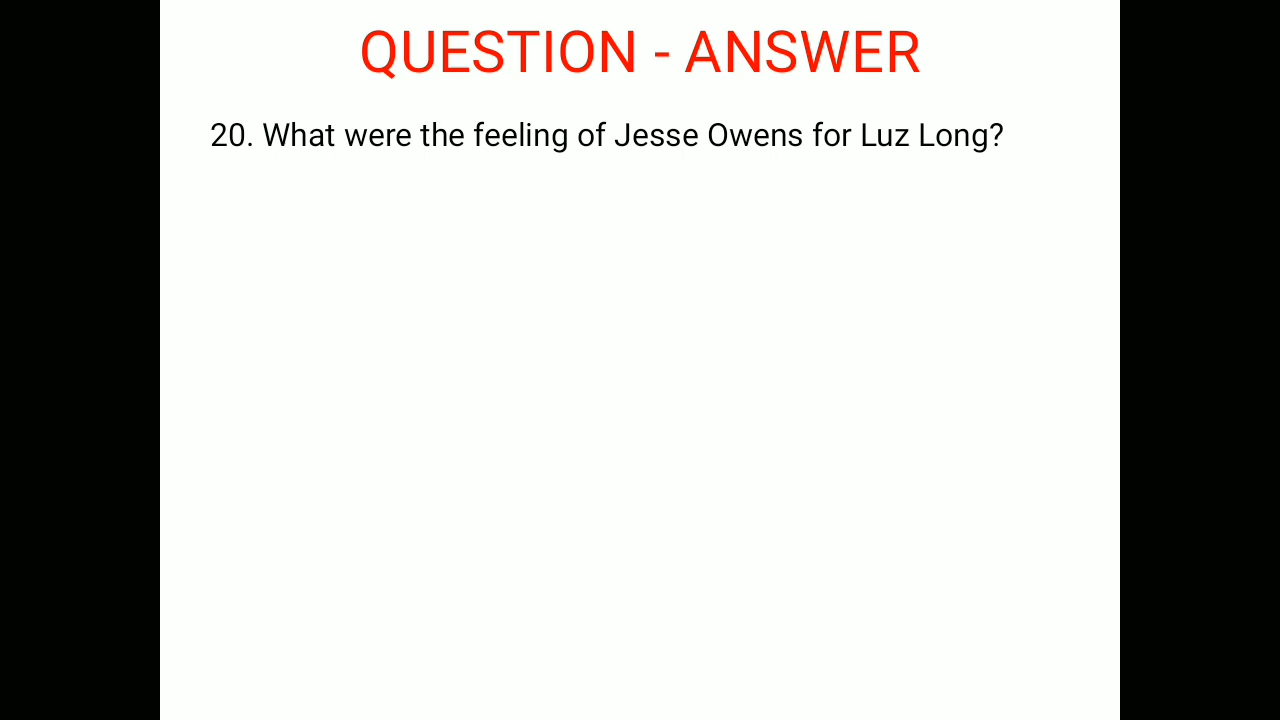 QUESTION - ANSWER
20. What were the feeling of Jesse Owens for Luz Long?